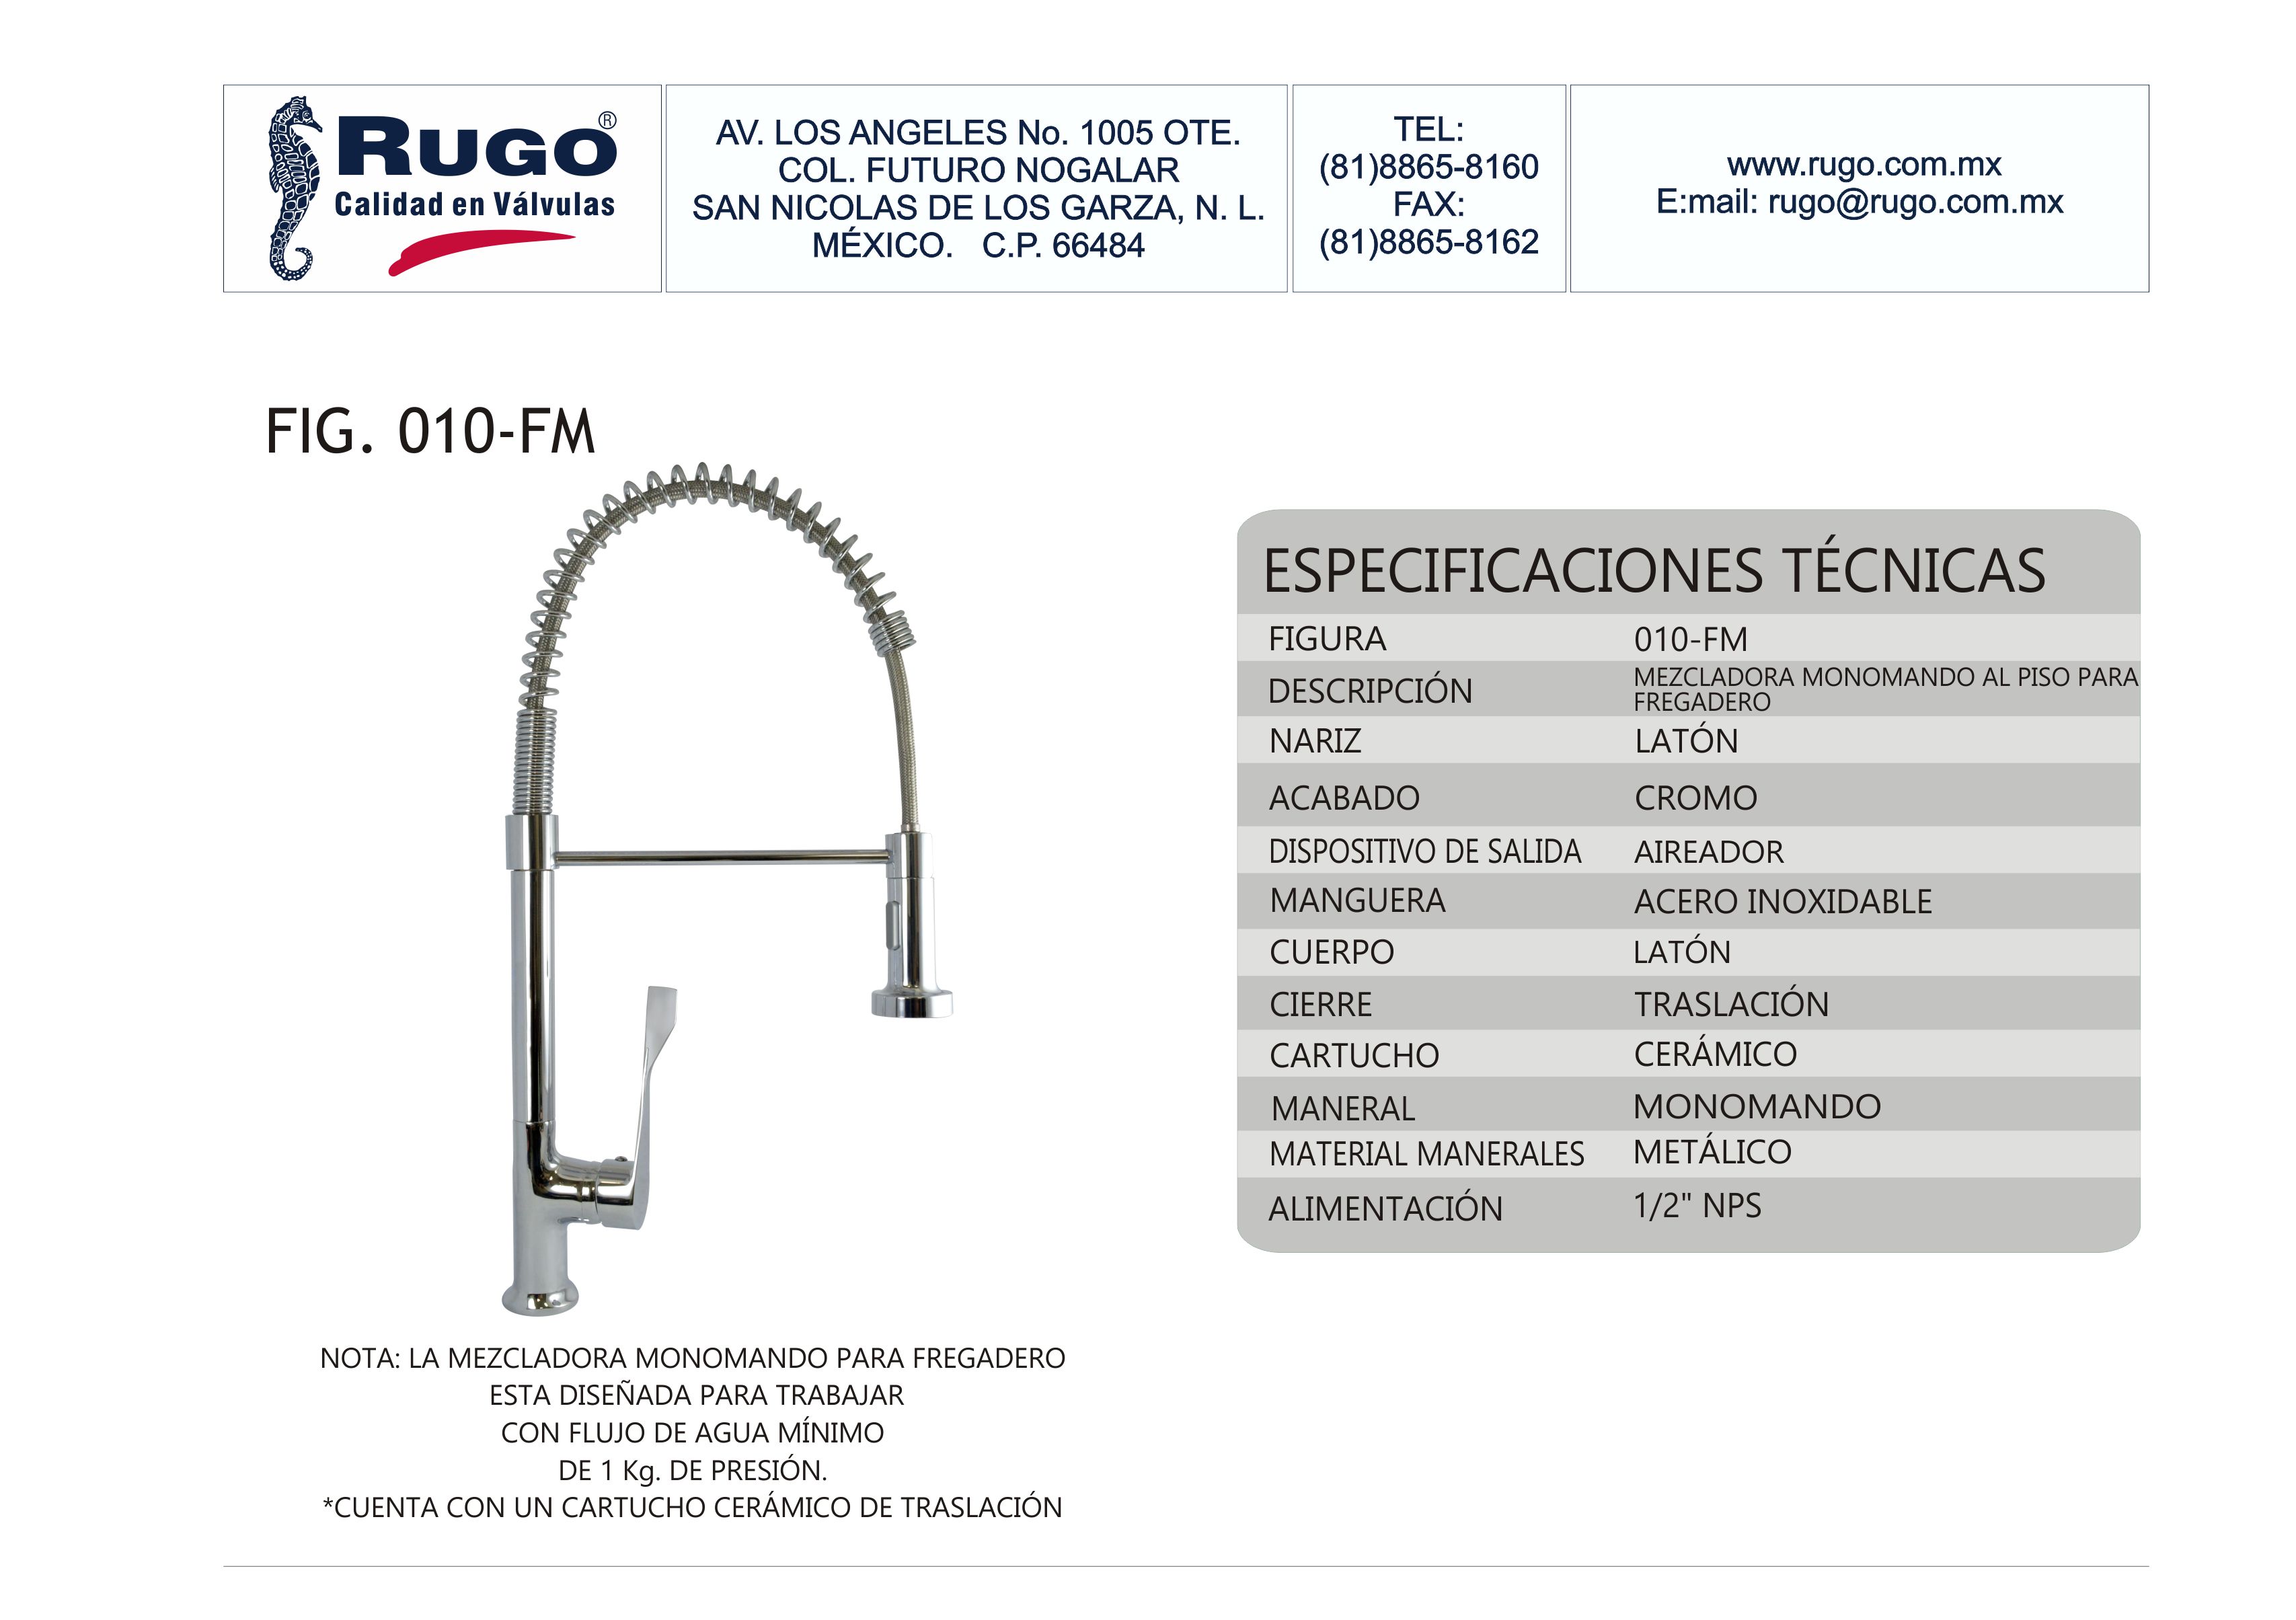 RUGO®
Calidad en Válvulas
AV. LOS ANGELES No. 1005 OTE.
COL. FUTURO NOGALAR
SAN NICOLAS DE LOS GARZA, N. L.
MÉXICO. C.P. 66484
TEL:
(81)8865-8160
FAX:
(81)8865-8162
www.rugo.com.mx
E:mail: rugo@rugo.com.mx
FIG. 010-FM
ESPECIFICACIONES TÉCNICAS
FIGURA 010-FM
DESCRIPCIÓN MEZCLADORA MONOMANDO AL PISO PARA
FREGADERO
NARIZ LATÓN
ACABADO CROMO
DISPOSITIVO DE SALIDA AIREADOR
MANGUERA ACERO INOXIDABLE
CUERPO LATÓN
CIERRE TRASLACIÓN
CARTUCHO CERÁMICO
MANERAL MONOMANDO
MATERIAL MANERALES METÁLICO
ALIMENTACIÓN 1/2" NPS
NOTA: LA MEZCLADORA MONOMANDO PARA FREGADERO
ESTA DISEÑADA PARA TRABAJAR
CON FLUJO DE AGUA MÍNIMO
DE 1 Kg. DE PRESIÓN.
*CUENTA CON UN CARTUCHO CERÁMICO DE TRASLACIÓN